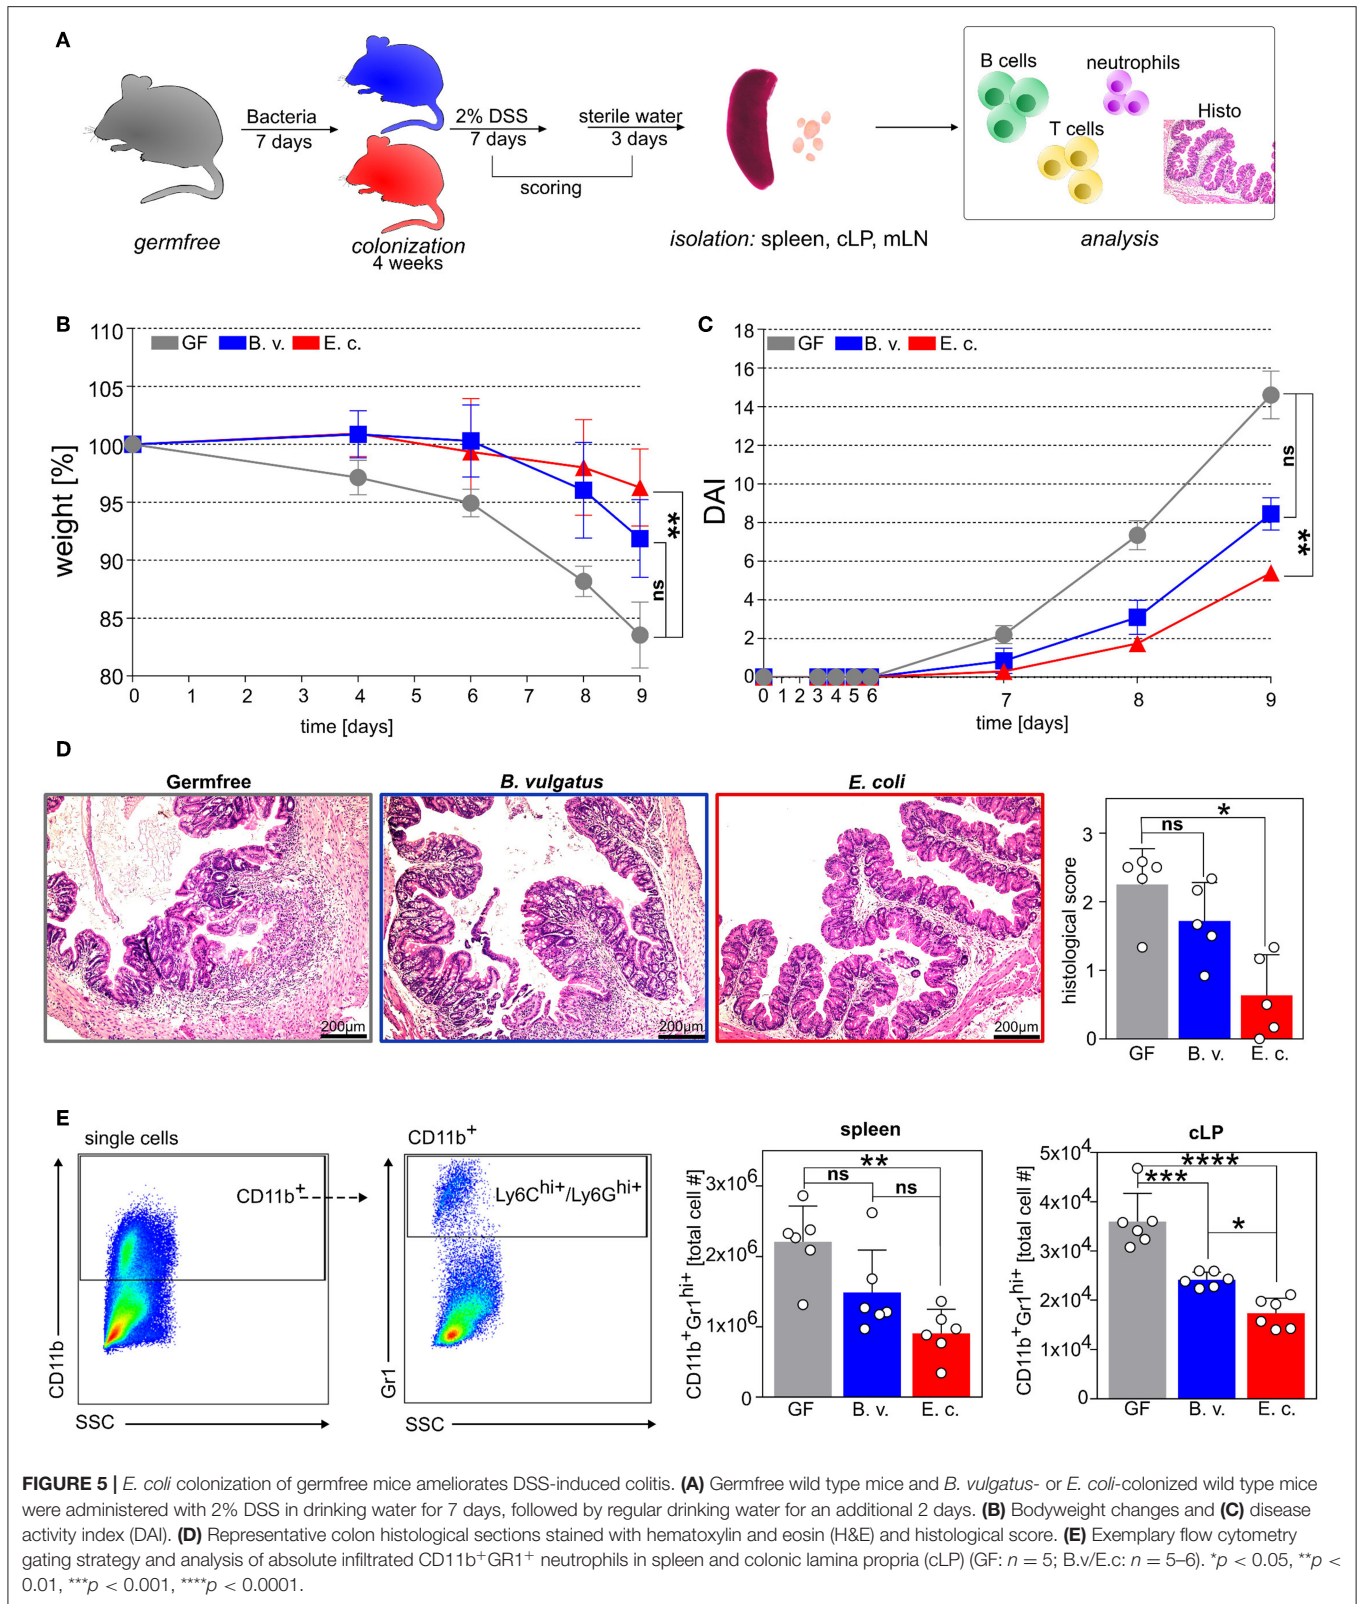 A
Bacteria
7 days
2% DSS
7 days
sterile water
3 days
scoring
germfree
colonization
4 weeks
isolation: spleen, cLP, mLN
B cells
neutrophils
T cells
Histo
analysis
B
110
105
100
95
90
85
80
weight [%]
GF B. v. E. c.
**
ns
0 1 2 3 4 5 6 7 8 9
time [days]
C
18
16
14
12
10
8
6
4
2
0
DAI
GF B. v. E. c.
ns
**
0 1 2 3 4 5 6 7 8 9
time [days]
D
Germfree
B. vulgatus
E. coli
200µm
200µm
200µm
histological score
3
2
1
0
ns
*
GF B. v. E. c.
E
single cells
CD11b+
CD11b
SSC
CD11b+
Ly6Chi+/Ly6Ghi+
Gr1
SSC
spleen
CD11b+Gr1hi+ [total cell #]
3x10⁶
2x10⁶
1x10⁶
0
**
ns
ns
GF B. v. E. c.
cLP
CD11b+Gr1hi+ [total cell #]
5x10⁴
4x10⁴
3x10⁴
2x10⁴
1x10⁴
0
****
***
*
GF B. v. E. c.
FIGURE 5 | E. coli colonization of germfree mice ameliorates DSS-induced colitis. (A) Germfree wild type mice and B. vulgatus- or E. coli-colonized wild type mice
were administered with 2% DSS in drinking water for 7 days, followed by regular drinking water for an additional 2 days. (B) Bodyweight changes and (C) disease
activity index (DAI). (D) Representative colon histological sections stained with hematoxylin and eosin (H&E) and histological score. (E) Exemplary flow cytometry
gating strategy and analysis of absolute infiltrated CD11b+GR1+ neutrophils in spleen and colonic lamina propria (cLP) (GF: n = 5; B.v/E.c: n = 5–6). *p < 0.05, **p <
0.01, ***p < 0.001, ****p < 0.0001.